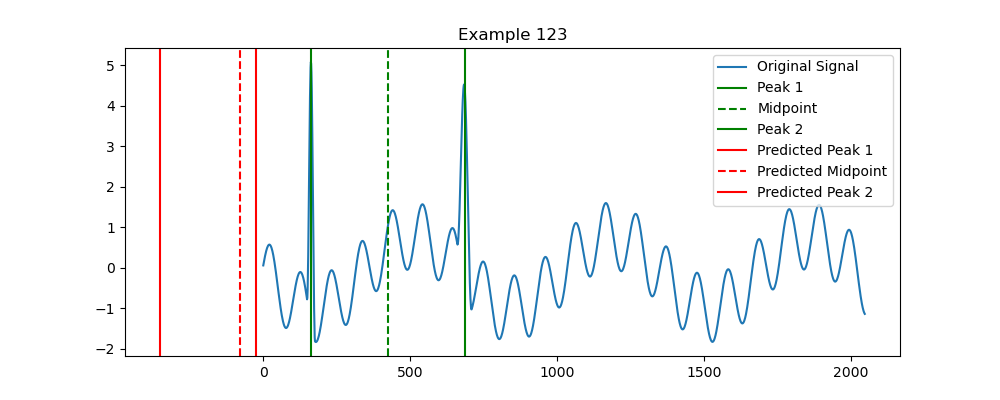 Example 123
5
4
3
2
1
0
−1
−2
0
500
1000
1500
2000
Original Signal
Peak 1
Midpoint
Peak 2
Predicted Peak 1
Predicted Midpoint
Predicted Peak 2